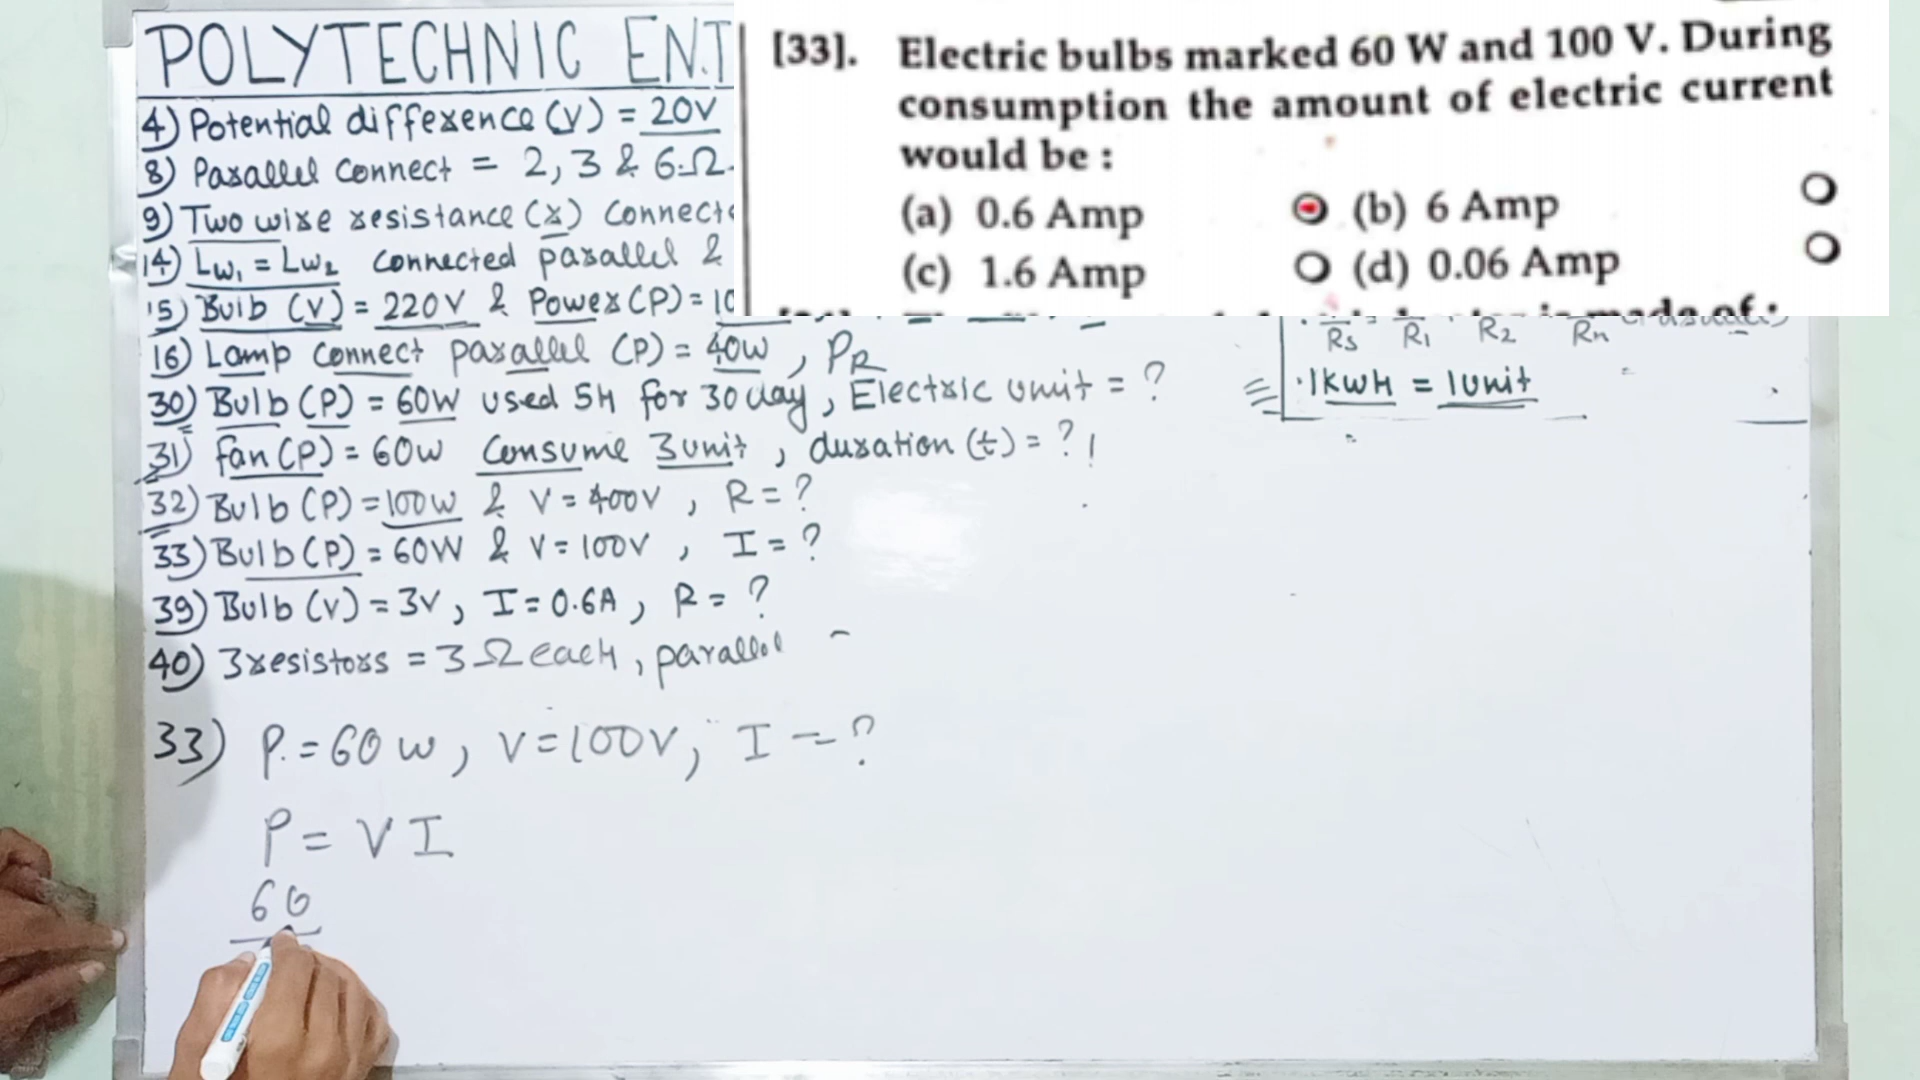 POLYTECHNIC ENT
4) Potential difference (V) = 20V
8) Parallel connect = 2, 3 & 6Ω
9) Two wire resistance (r) Connect
14) Lw₁ = Lw₂ connected parallel &
15) Bulb (V) = 220V & Power (P) = 10
16) Lamp connect parallel (P) = 40W , PR
30) Bulb (P) = 60W used 5H for 30 day, Electric unit = ?
31) fan (P) = 60W Consume 3 unit , duration (t) = ?
32) Bulb (P) = 100W & V = 400V , R = ?
33) Bulb (P) = 60W & V = 100V , I = ?
39) Bulb (V) = 3V, I = 0.6A, R = ?
40) 3 resistors = 3Ω each, parallel
33) P = 60 W, V = 100V, I = ?
P = VI
60
[33]. Electric bulbs marked 60 W and 100 V. During
consumption the amount of electric current
would be :
(a) 0.6 Amp (b) 6 Amp
(c) 1.6 Amp (d) 0.06 Amp
is made of :
Rs R₁ R₂ Rn
1KWH = 1Unit